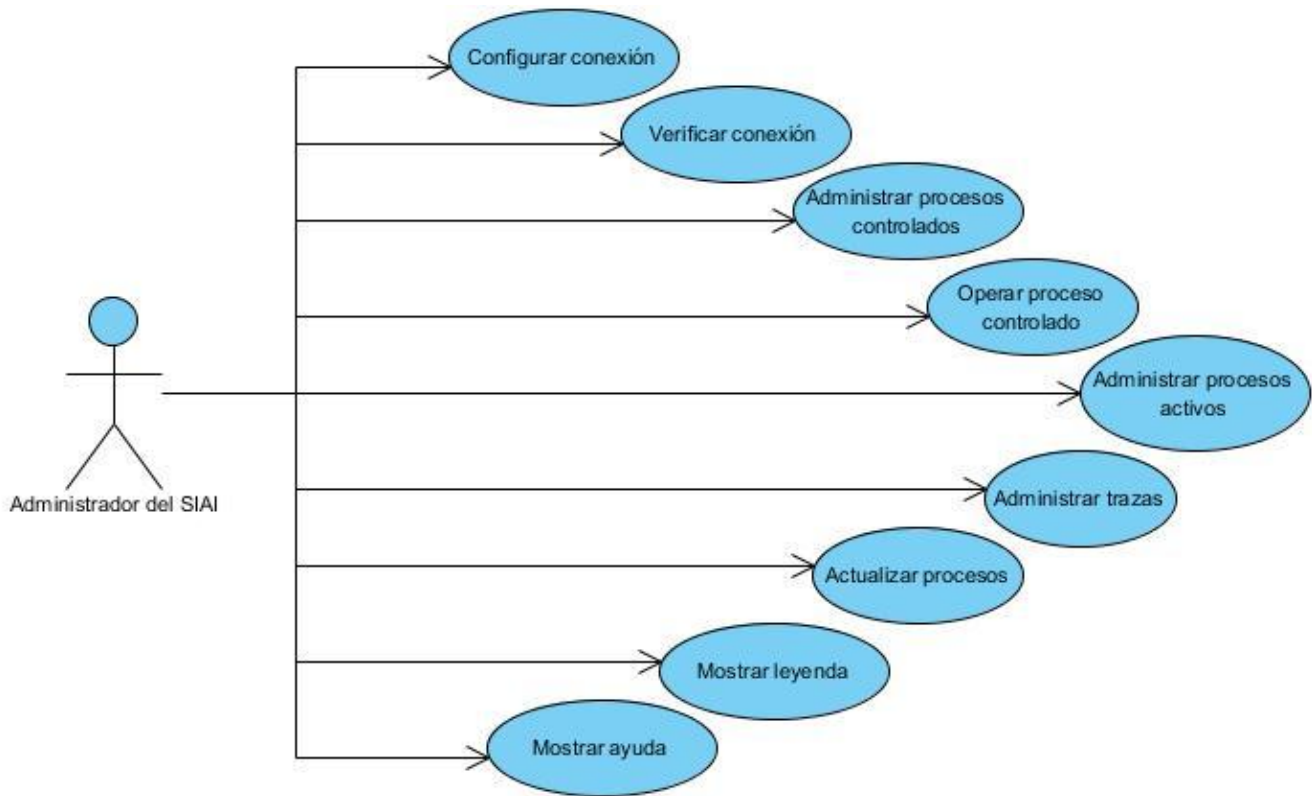 Configurar conexión
Verificar conexión
Administrar procesos
controlados
Operar proceso
controlado
Administrar procesos
activos
Administrador del SIAI
Administrar trazas
Actualizar procesos
Mostrar leyenda
Mostrar ayuda